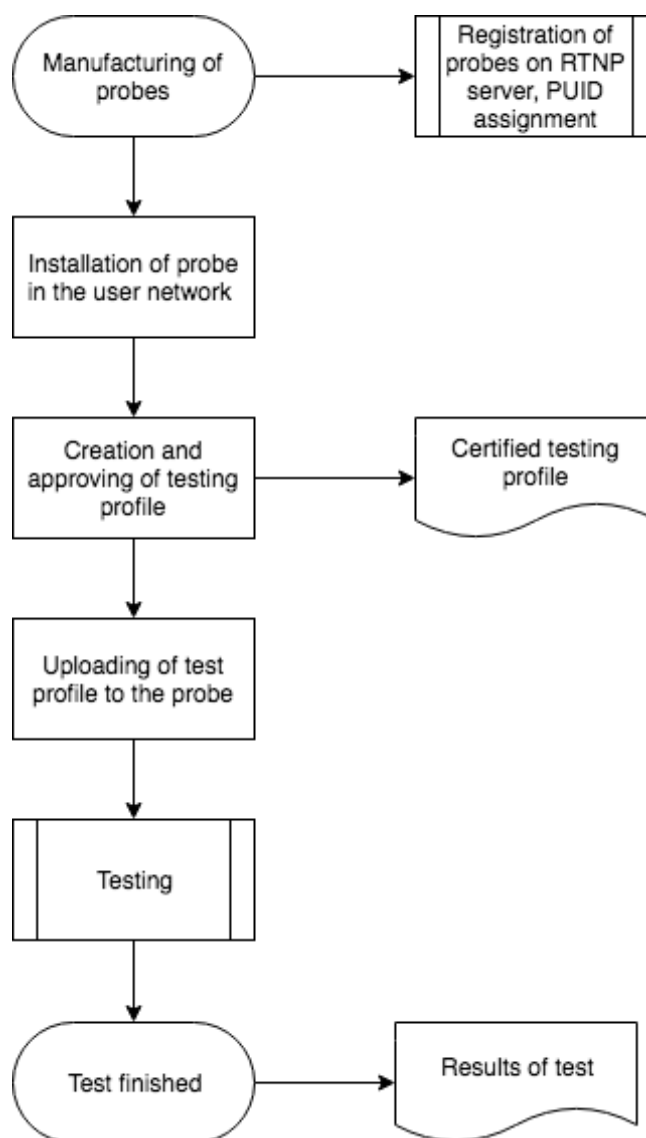 Manufacturing of
probes
Registration of
probes on RTNP
server, PUID
assignment
Installation of probe
in the user network
Creation and
approving of testing
profile
Certified testing
profile
Uploading of test
profile to the probe
Testing
Test finished
Results of test